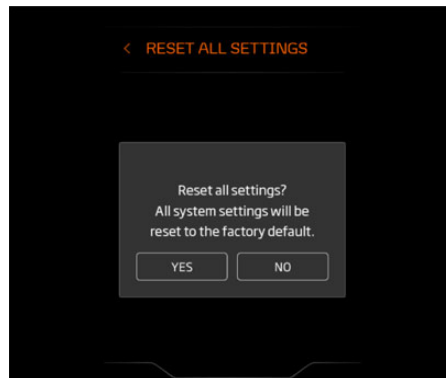 < RESET ALL SETTINGS
Reset all settings?
All system settings will be
reset to the factory default.
YES
NO